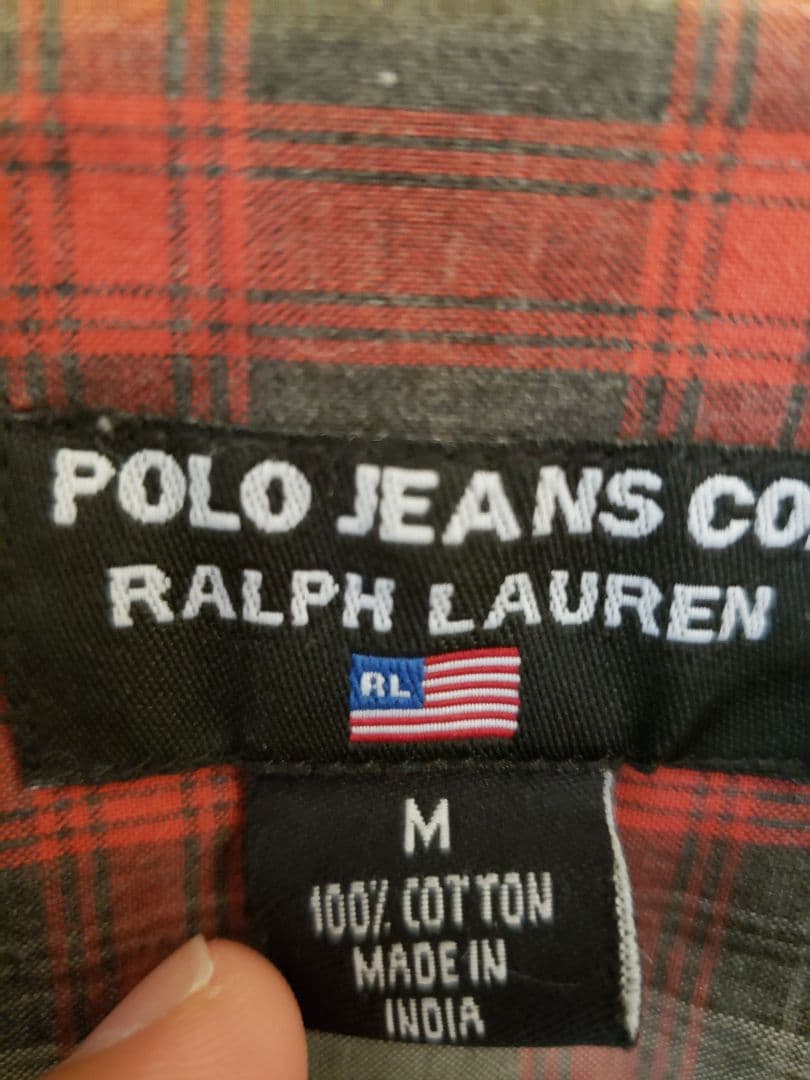 POLO JEANS CO.
RALPH LAUREN
RL
M
100% COTTON
MADE IN
INDIA